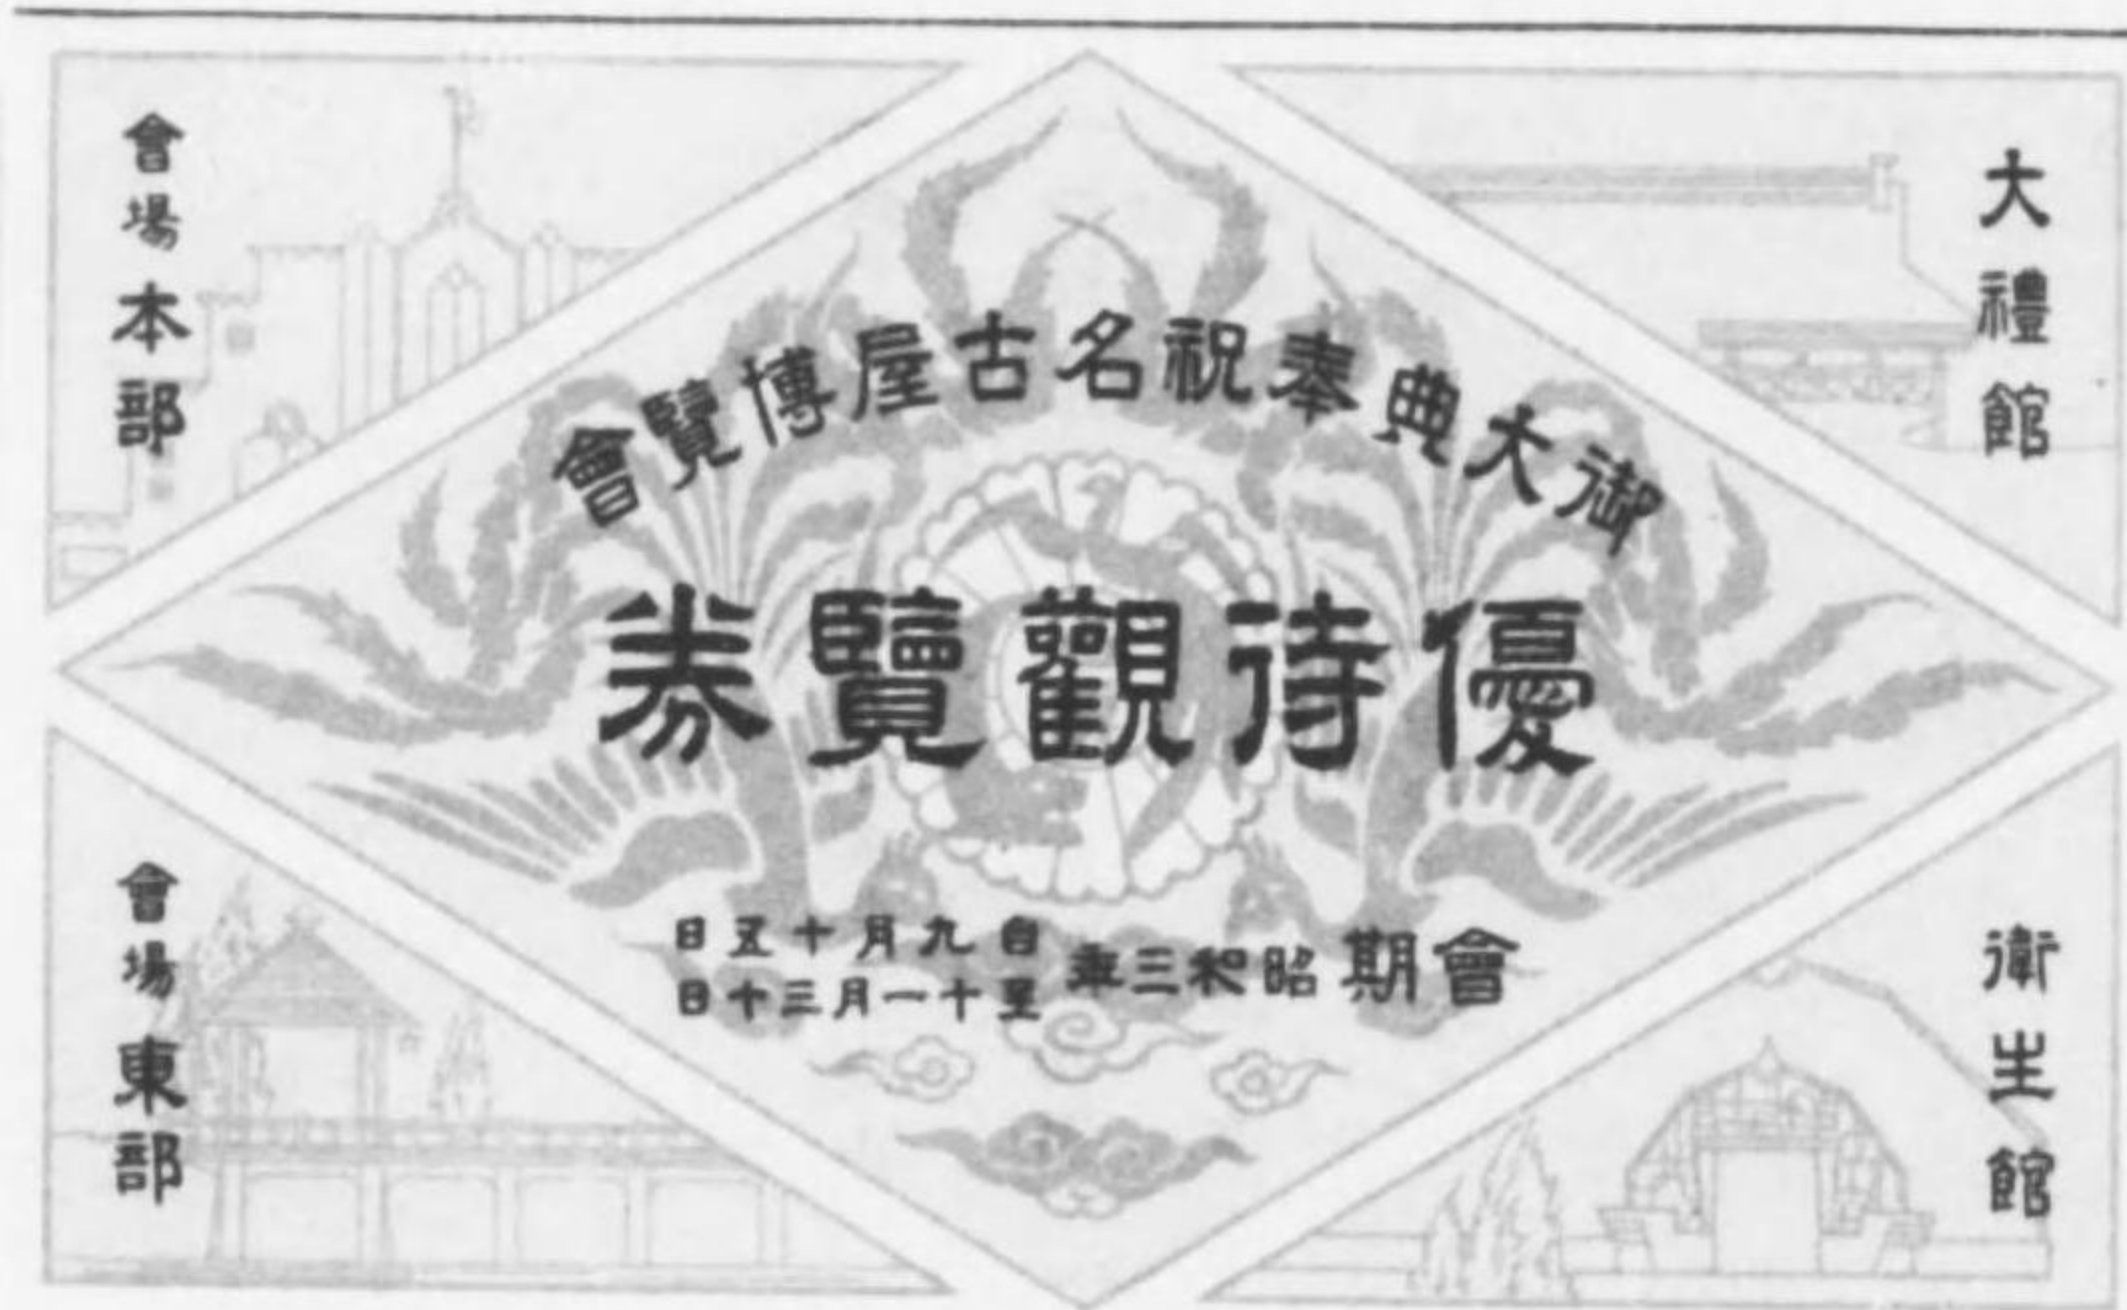 御大典奉祝名古屋博覽會
優待觀覽券
會期昭和三年
自九月十五日
至十一月三十日
大禮館
衛生館
會場本部
會場東部